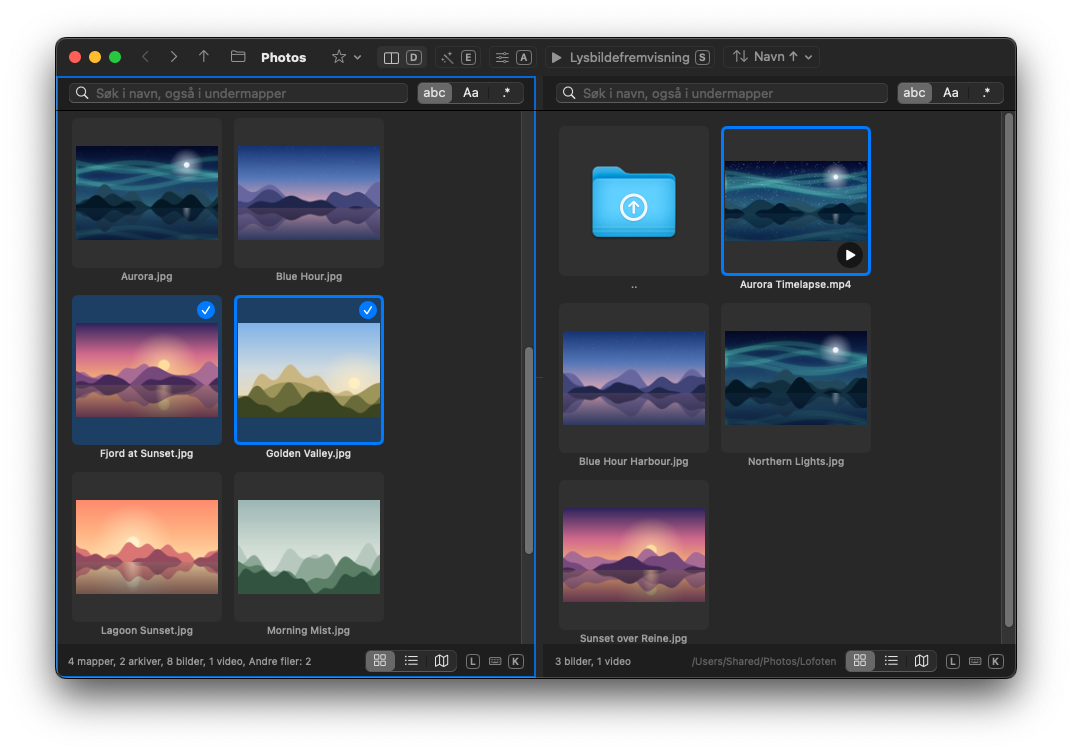 Photos
D
E
A
Lysbildefremvisning S
Navn
Søk i navn, også i undermapper
abc Aa .*
Søk i navn, også i undermapper
abc Aa .*
Aurora.jpg
Blue Hour.jpg
Fjord at Sunset.jpg
Golden Valley.jpg
Lagoon Sunset.jpg
Morning Mist.jpg
4 mapper, 2 arkiver, 8 bilder, 1 video, Andre filer: 2
L
K
..
Aurora Timelapse.mp4
Blue Hour Harbour.jpg
Northern Lights.jpg
Sunset over Reine.jpg
3 bilder, 1 video
/Users/Shared/Photos/Lofoten
L
K